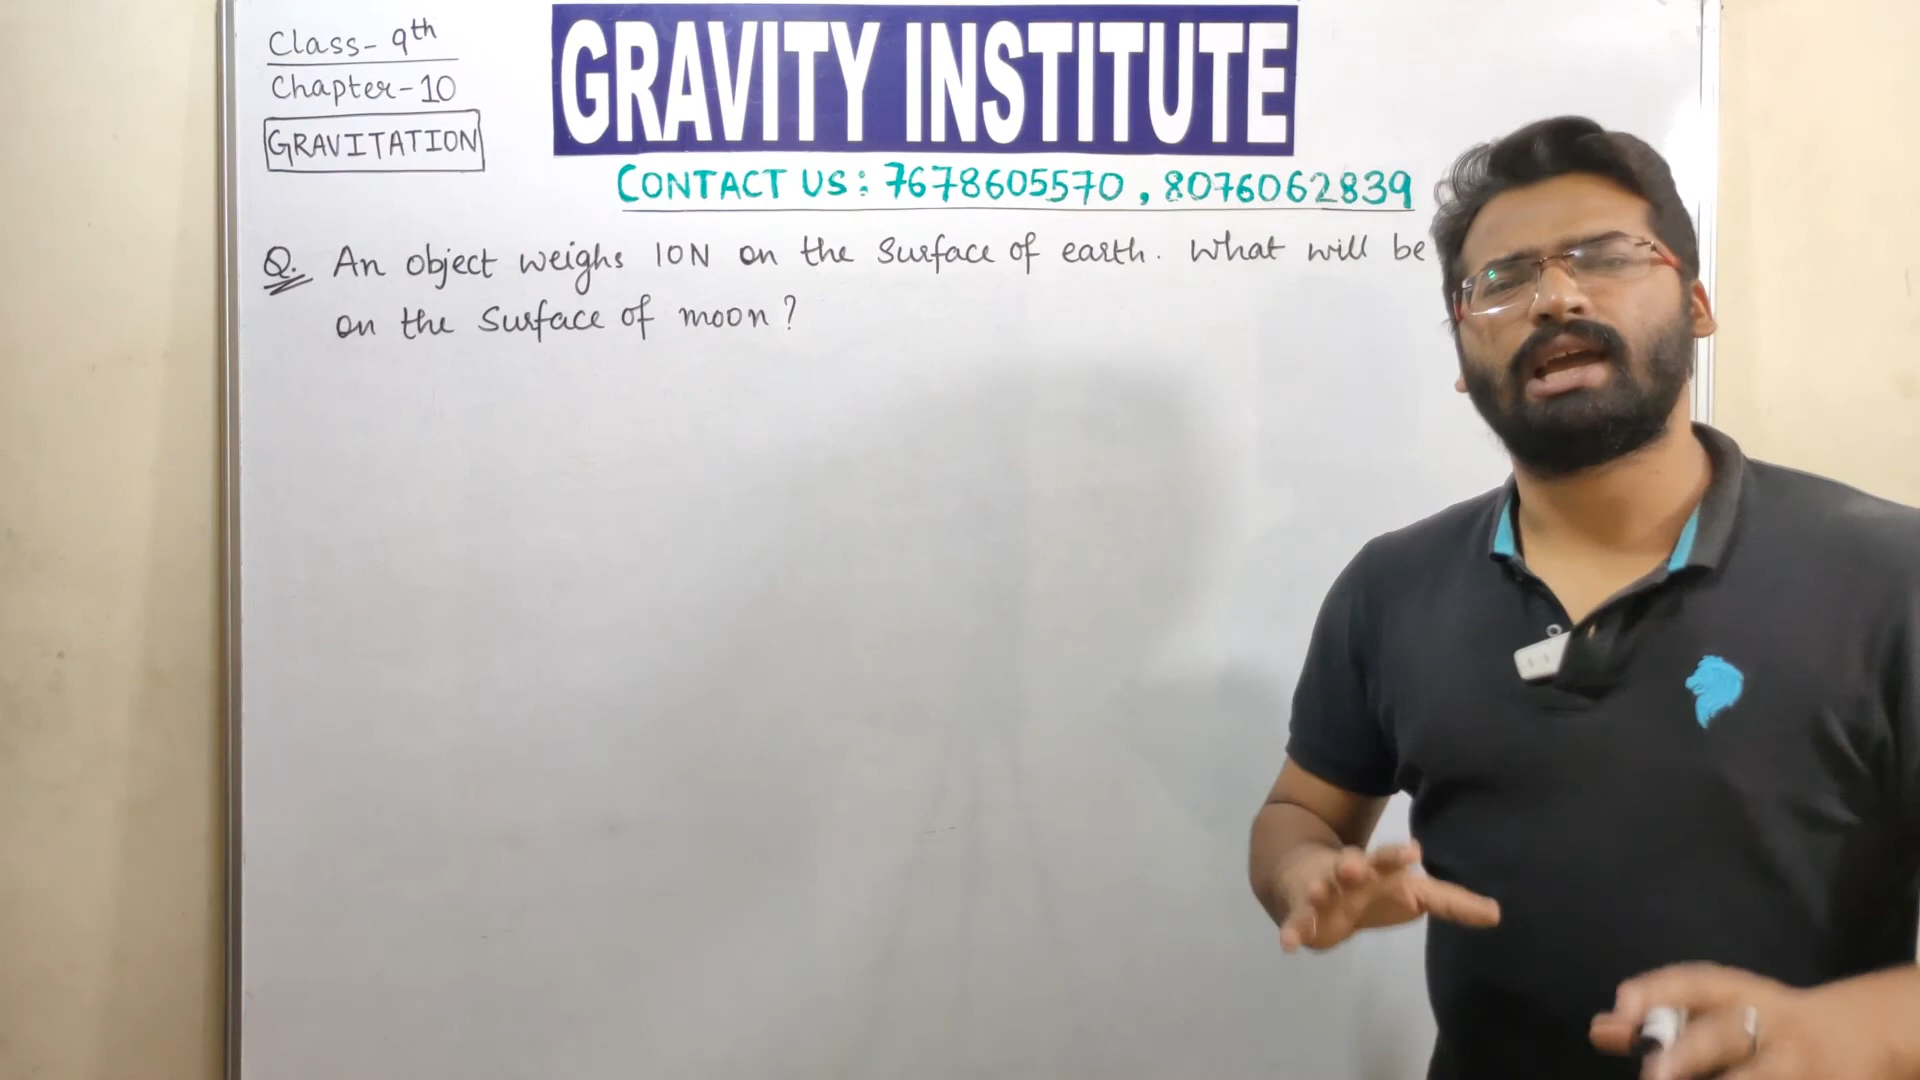 Class- 9th
Chapter-10
GRAVITATION
GRAVITY INSTITUTE
CONTACT US: 7678605570, 8076062839
Q. An object weighs 10N on the surface of earth. What will be
on the surface of moon?